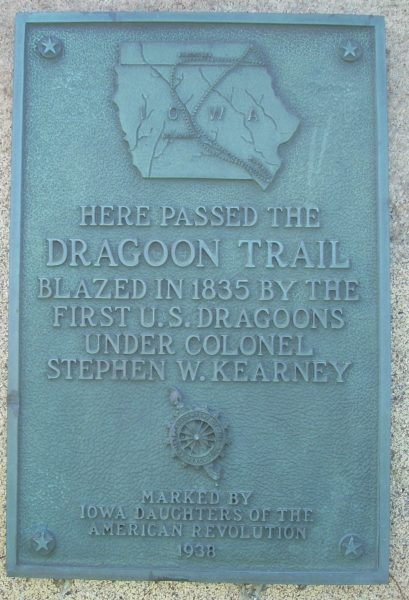 IOWA
HERE PASSED THE
DRAGOON TRAIL
BLAZED IN 1835 BY THE
FIRST U.S. DRAGOONS
UNDER COLONEL
STEPHEN W. KEARNEY
MARKED BY
IOWA DAUGHTERS OF THE
AMERICAN REVOLUTION
1938